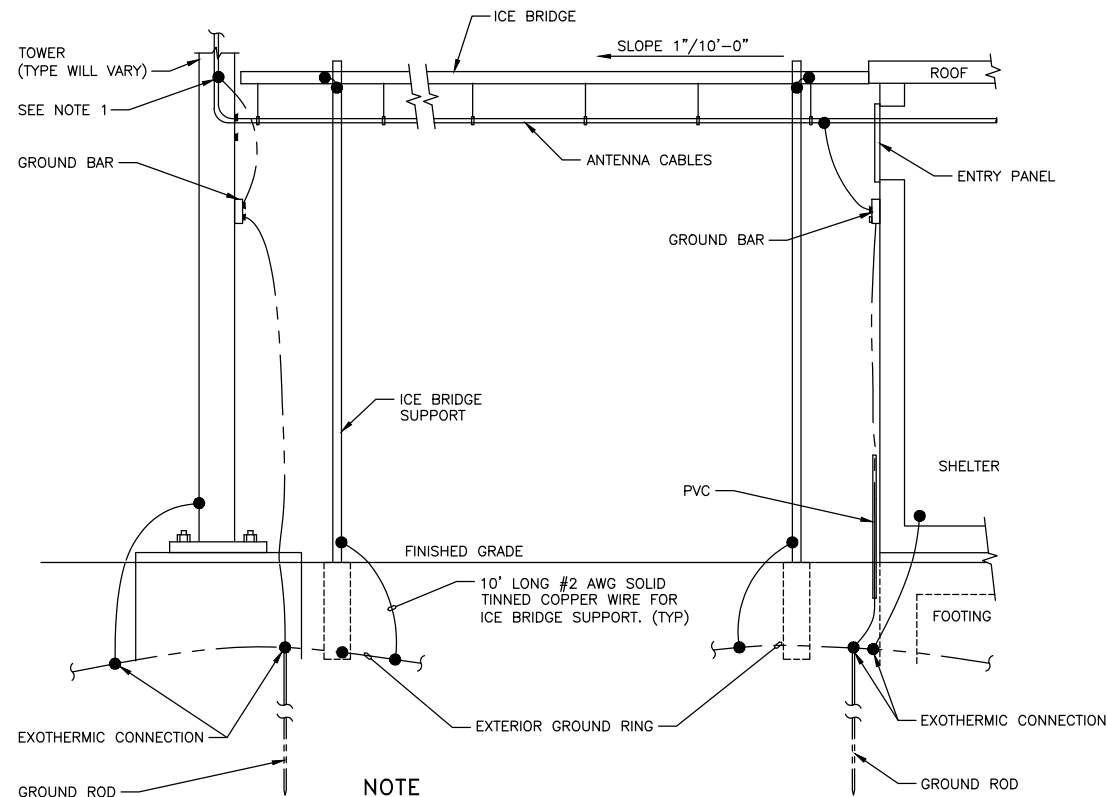 ICE BRIDGE
SLOPE 1"/10'-0"
TOWER
(TYPE WILL VARY)
ROOF
SEE NOTE 1
GROUND BAR
ANTENNA CABLES
ENTRY PANEL
GROUND BAR
ICE BRIDGE
SUPPORT
SHELTER
PVC
FINISHED GRADE
10' LONG #2 AWG SOLID
TINNED COPPER WIRE FOR
ICE BRIDGE SUPPORT. (TYP)
FOOTING
EXTERIOR GROUND RING
EXOTHERMIC CONNECTION
EXOTHERMIC CONNECTION
GROUND ROD
NOTE
GROUND ROD